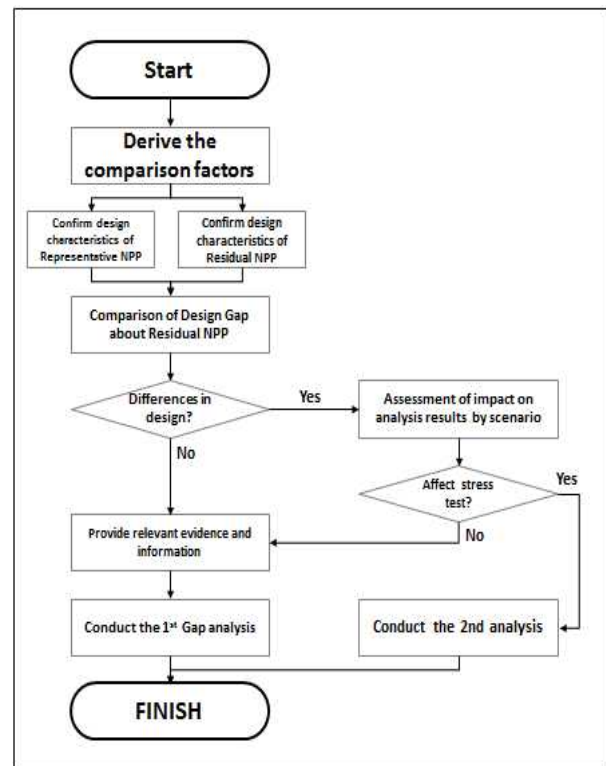 Start
Derive the
comparison factors
Confirm design
characteristics of
Representative NPP
Confirm design
characteristics of
Residual NPP
Comparison of Design Gap
about Residual NPP
Differences in
design?
Yes
No
Assessment of impact on
analysis results by scenario
Affect stress
test?
Yes
No
Provide relevant evidence and
information
Conduct the 1st Gap analysis
Conduct the 2nd analysis
FINISH